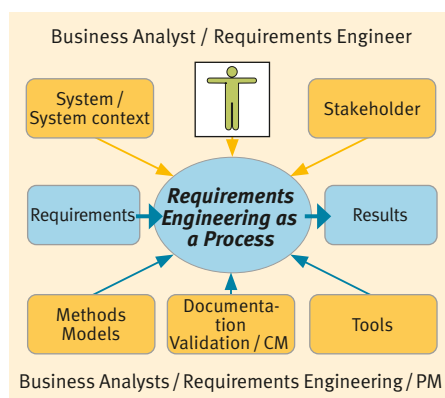 Business Analyst / Requirements Engineer
System /
System context
Stakeholder
Requirements
Requirements
Engineering as
a Process
Results
Methods
Models
Documenta-
tion
Validation / CM
Tools
Business Analysts / Requirements Engineering / PM